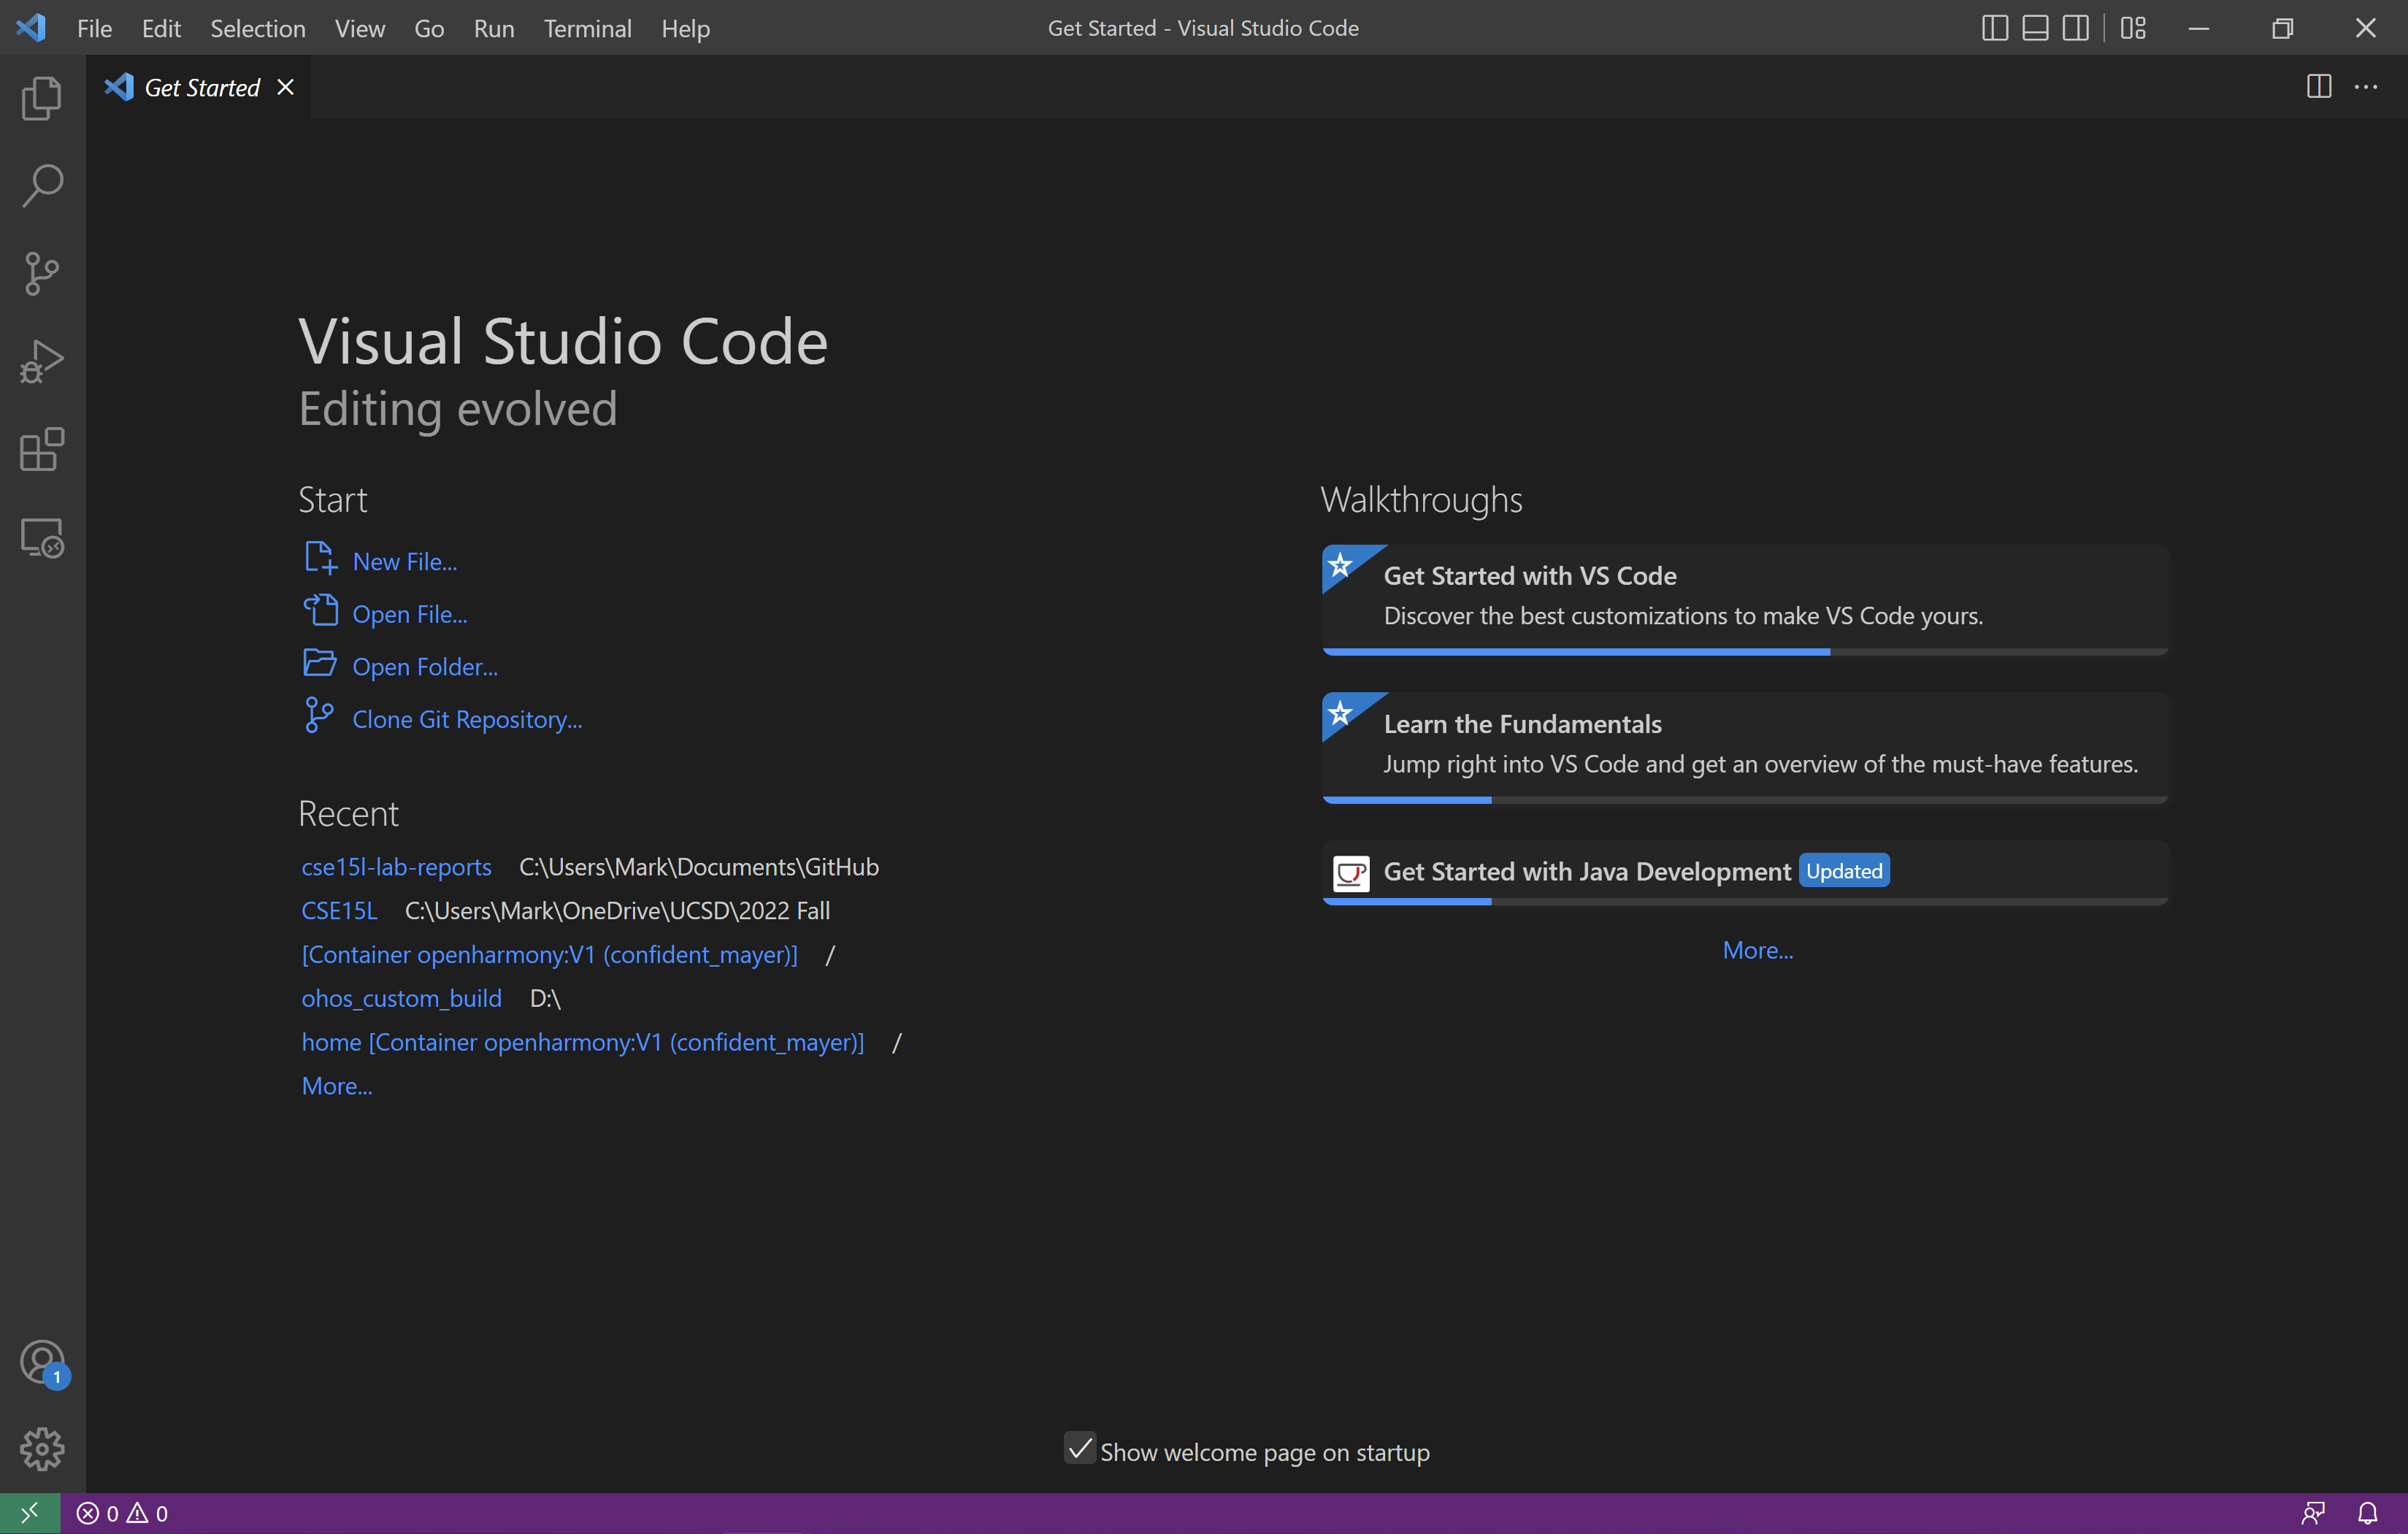 File Edit Selection View Go Run Terminal Help
Get Started - Visual Studio Code
Get Started
Visual Studio Code
Editing evolved
Start
New File...
Open File...
Open Folder...
Clone Git Repository...
Recent
cse15l-lab-reports C:\Users\Mark\Documents\GitHub
CSE15L C:\Users\Mark\OneDrive\UCSD\2022 Fall
[Container openharmony:V1 (confident_mayer)] /
ohos_custom_build D:\
home [Container openharmony:V1 (confident_mayer)] /
More...
Walkthroughs
Get Started with VS Code
Discover the best customizations to make VS Code yours.
Learn the Fundamentals
Jump right into VS Code and get an overview of the must-have features.
Get Started with Java Development Updated
More...
1
Show welcome page on startup
0 0